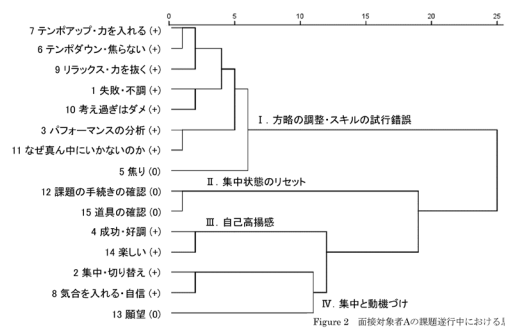 0 5 10 15 20 25
7 テンポアップ・力を入れる (+)
6 テンポダウン・焦らない (+)
9 リラックス・力を抜く (+)
1 失敗・不調 (+)
10 考え過ぎはダメ (+)
Ⅰ. 方略の調整・スキルの試行錯誤
3 パフォーマンスの分析 (+)
11 なぜ真ん中にいかないのか (+)
5 焦り (0)
Ⅱ. 集中状態のリセット
12 課題の手続きの確認 (0)
15 道具の確認 (0)
Ⅲ. 自己高揚感
4 成功・好調 (+)
14 楽しい (+)
2 集中・切り替え (+)
8 気合を入れる・自信 (+)
Ⅳ. 集中と動機づけ
13 願望 (0)
Figure 2 面接対象者Aの課題遂行中における